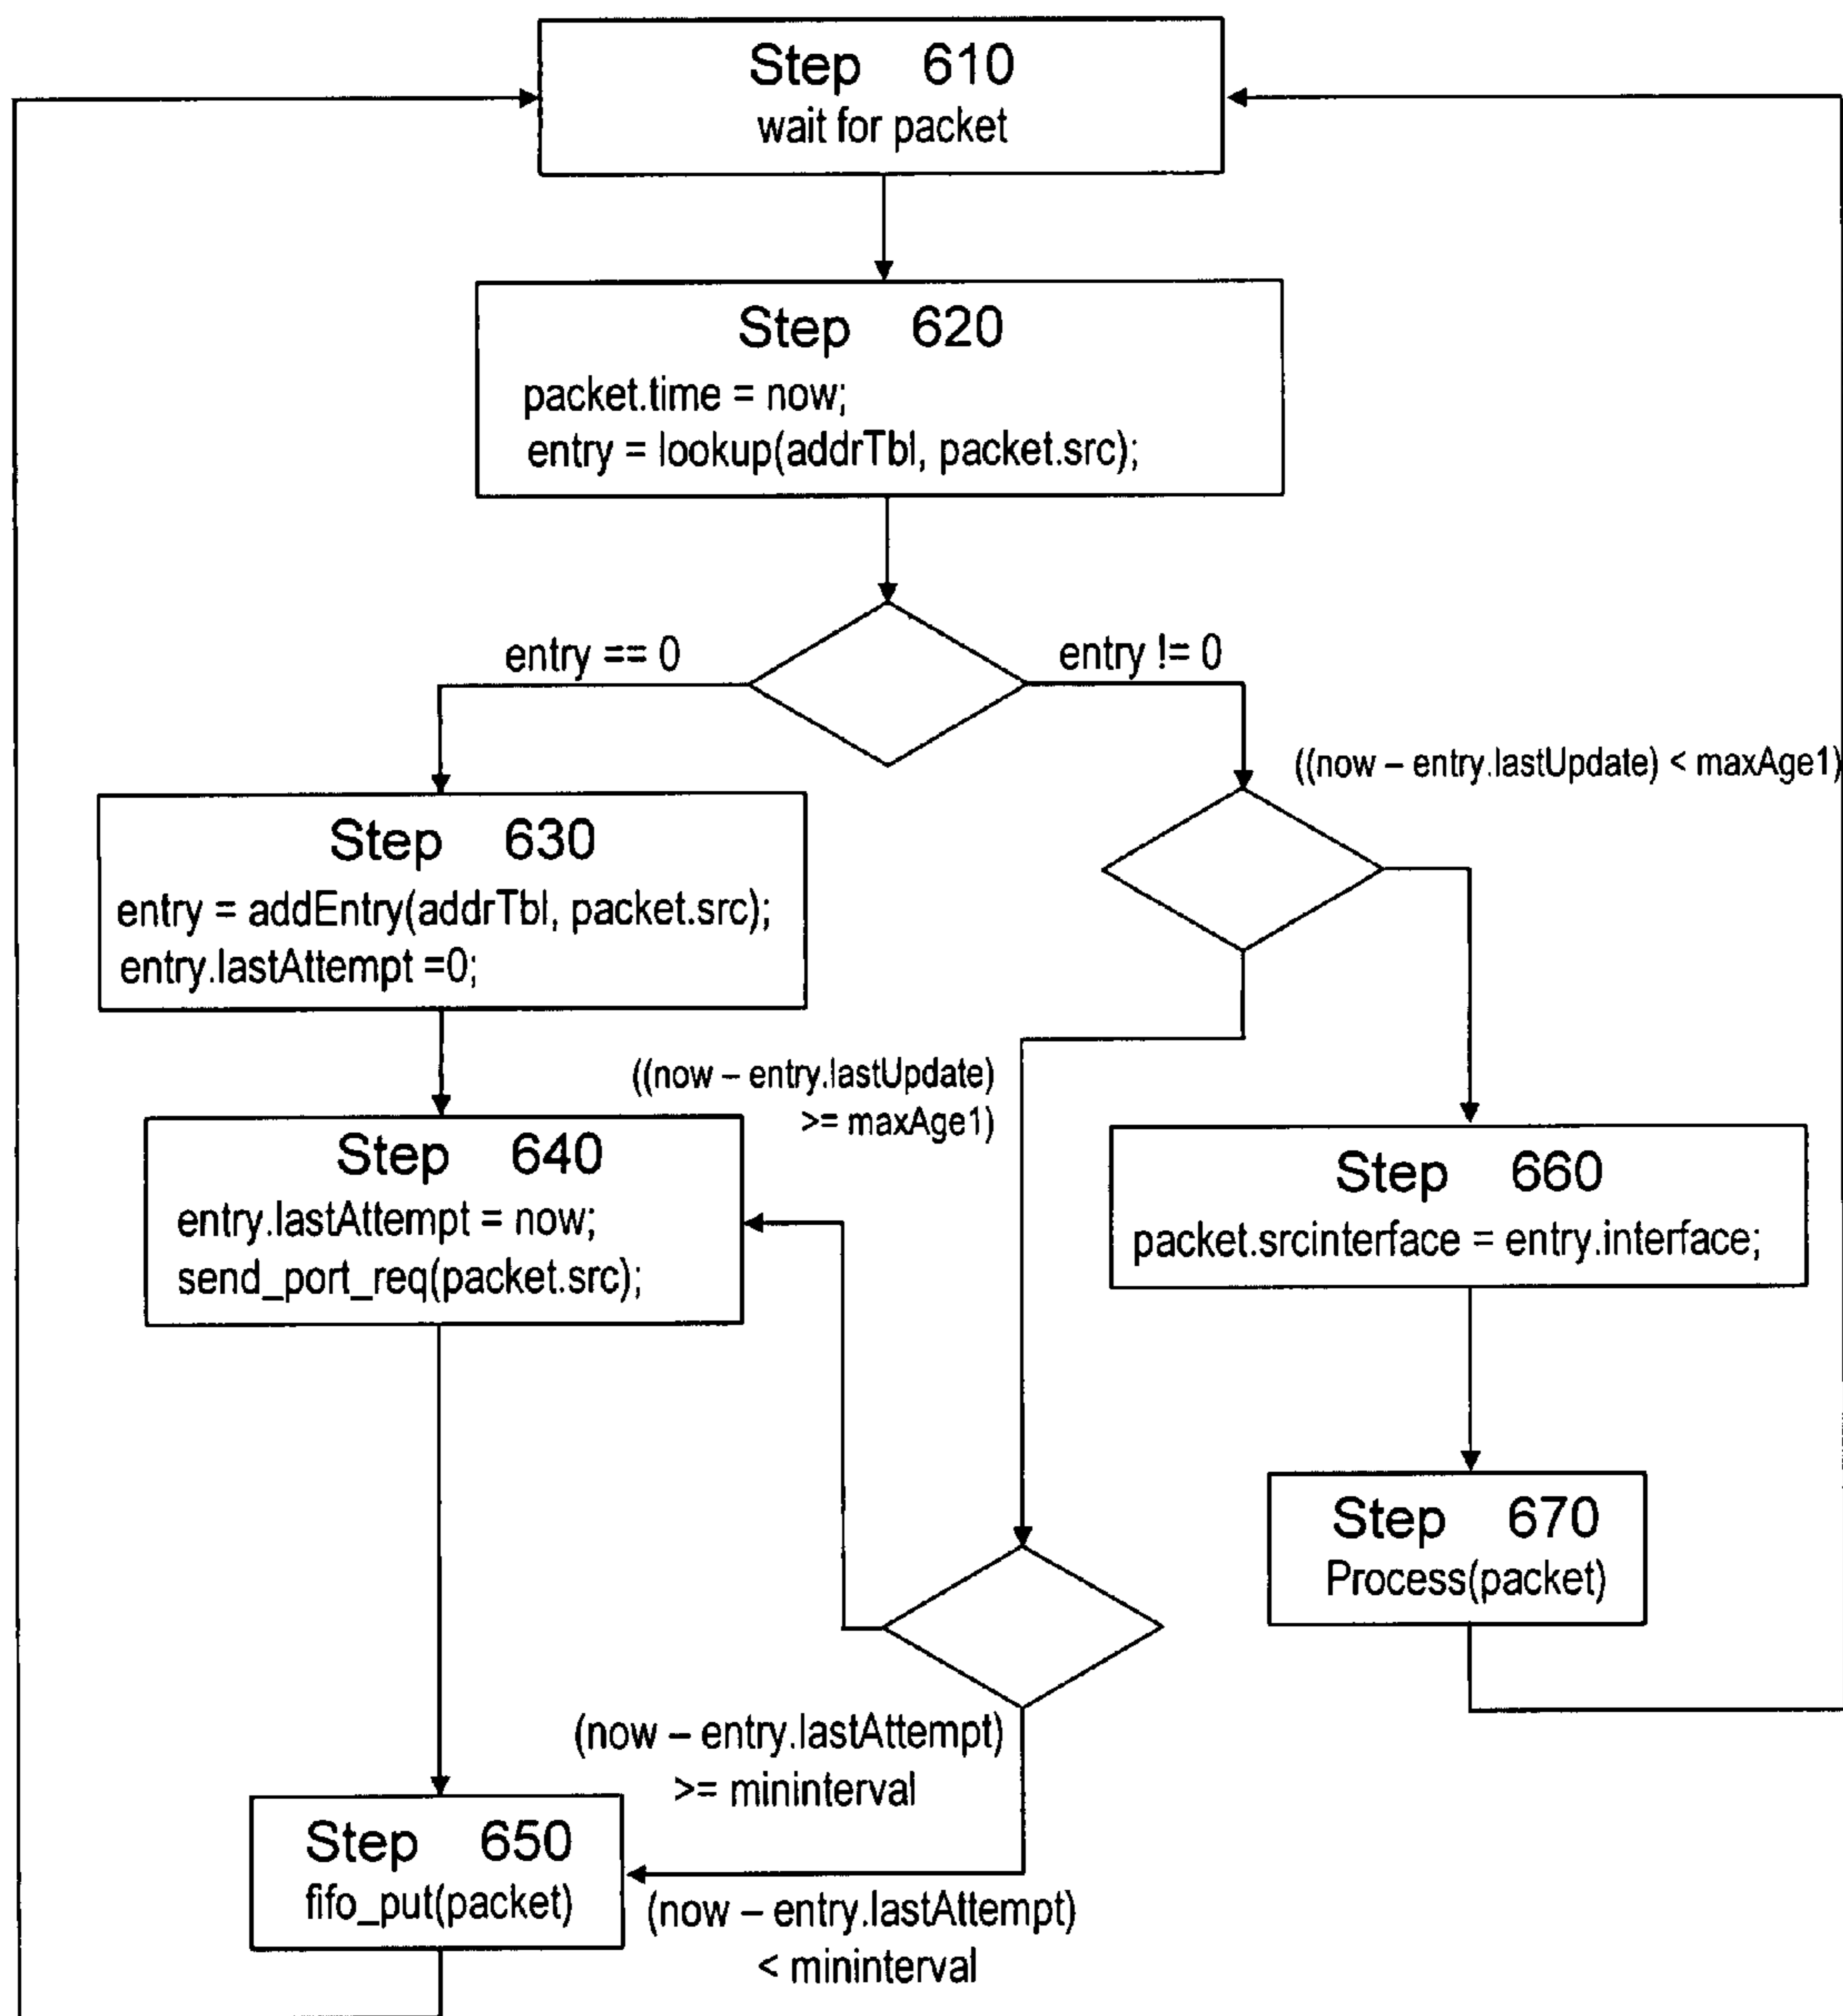 Step 610
wait for packet
Step 620
packet.time = now;
entry = lookup(addrTbl, packet.src);
entry == 0
entry != 0
((now – entry.lastUpdate) < maxAge1)
Step 630
entry = addEntry(addrTbl, packet.src);
entry.lastAttempt =0;
((now – entry.lastUpdate)
>= maxAge1)
Step 640
entry.lastAttempt = now;
send_port_req(packet.src);
Step 660
packet.srcinterface = entry.interface;
Step 670
Process(packet)
(now – entry.lastAttempt)
>= mininterval
Step 650
fifo_put(packet)
(now – entry.lastAttempt)
< mininterval